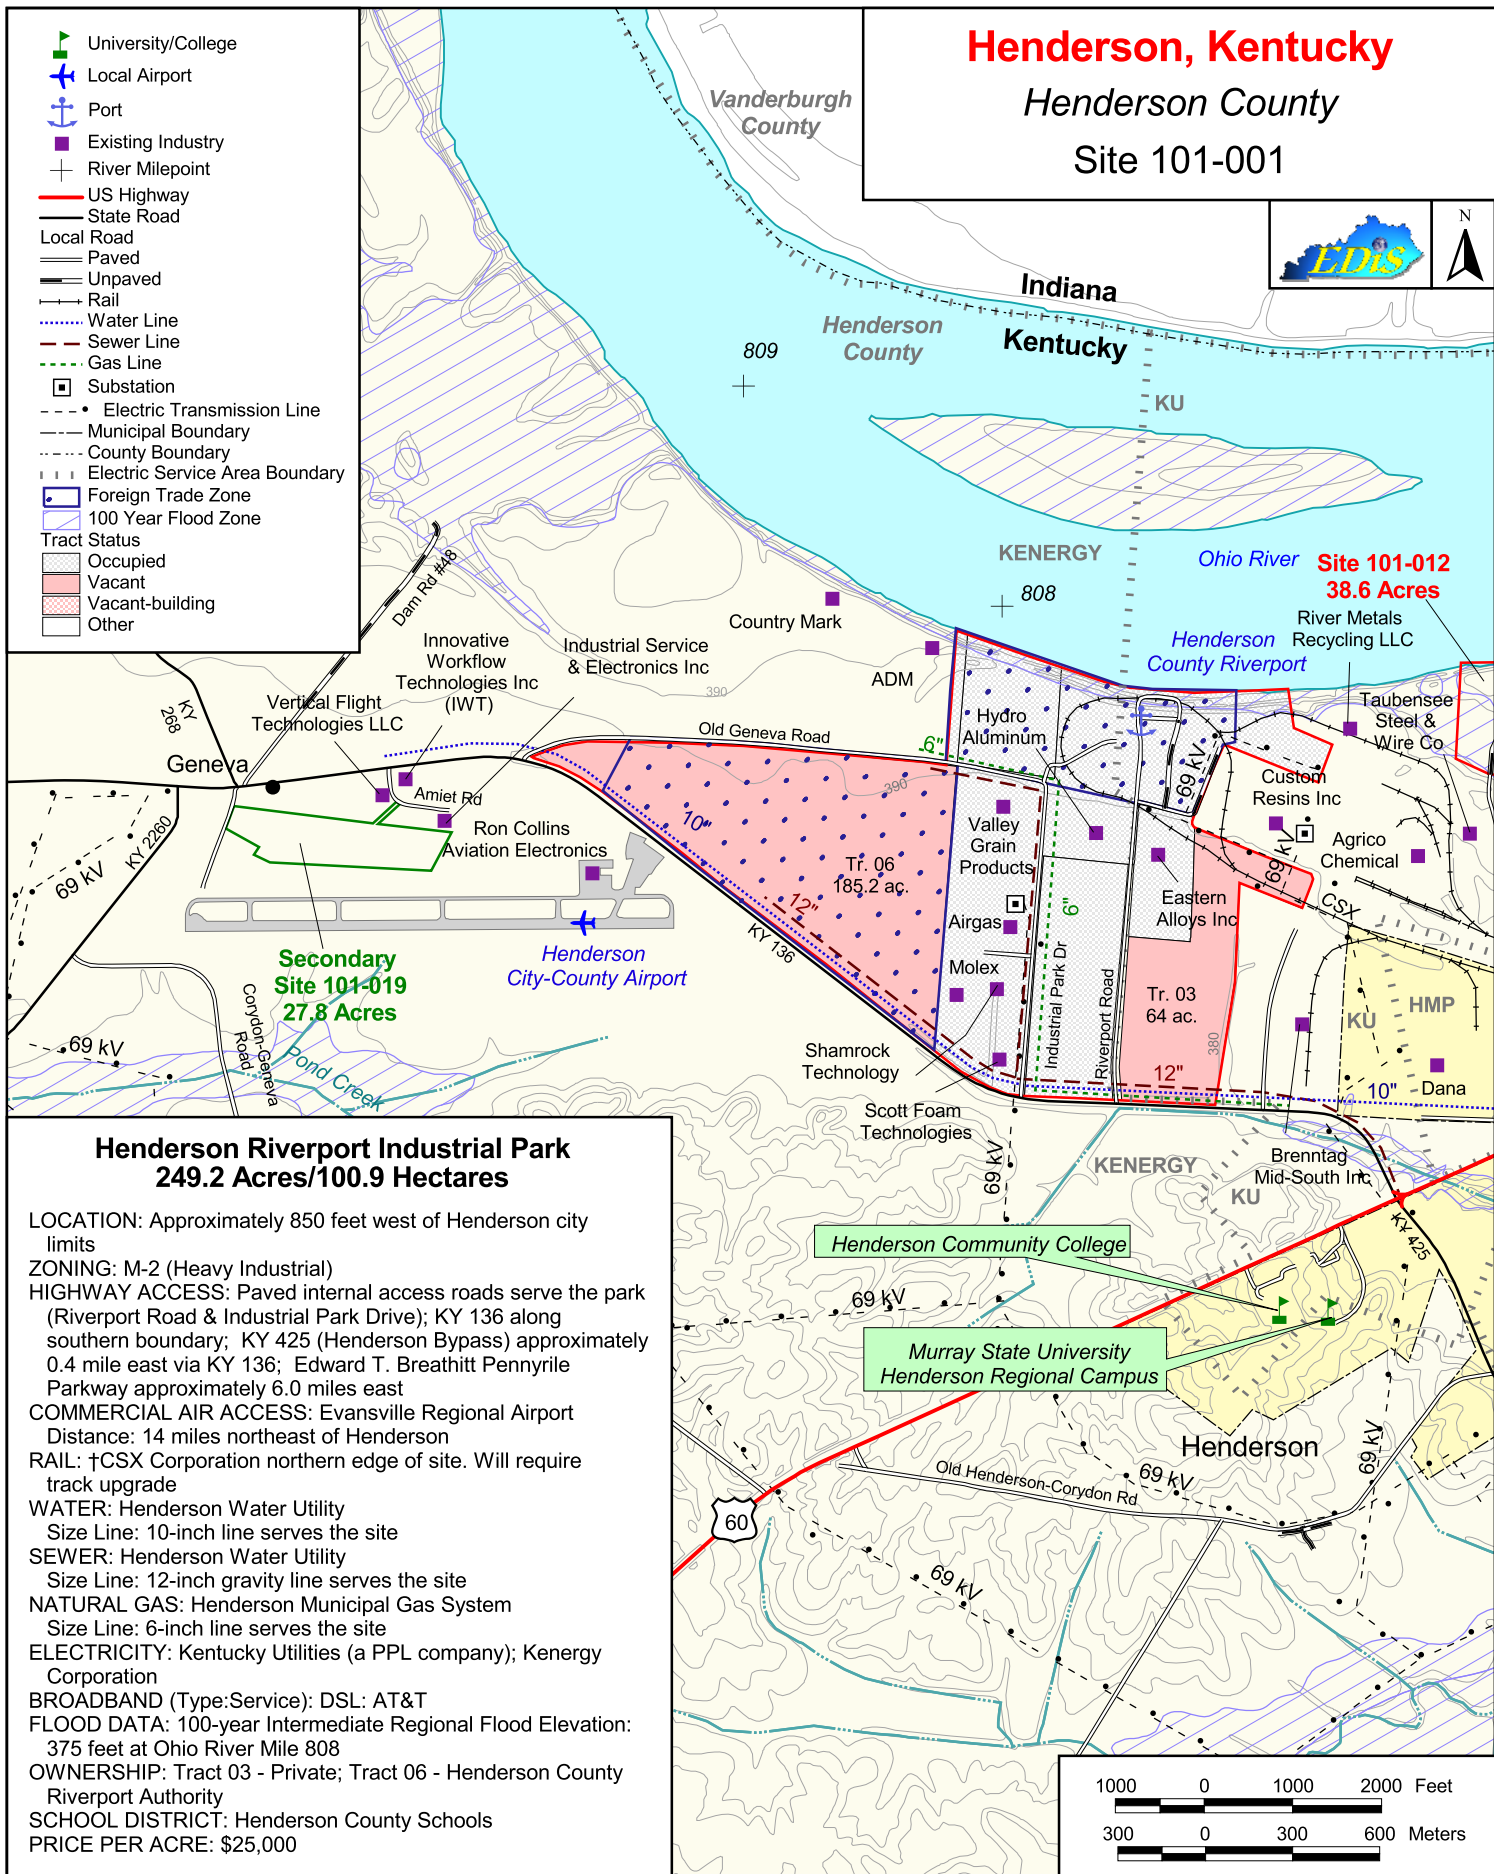 University/College
Local Airport
Port
Existing Industry
River Milepoint
US Highway
State Road
Local Road
Paved
Unpaved
Rail
Water Line
Sewer Line
Gas Line
Substation
Electric Transmission Line
Municipal Boundary
County Boundary
Electric Service Area Boundary
Foreign Trade Zone
100 Year Flood Zone
Tract Status
Occupied
Vacant
Vacant-building
Other
Henderson, Kentucky
Henderson County
Site 101-001
EDiS
N
Vanderburgh
County
Indiana
Kentucky
Henderson
County
809
KU
KENERGY
808
Ohio River
Site 101-012
38.6 Acres
River Metals
Recycling LLC
Henderson
County Riverport
Country Mark
ADM
Dam Rd #48
Innovative
Workflow
Technologies Inc
(IWT)
Industrial Service
& Electronics Inc
390
Vertical Flight
Technologies LLC
KY
268
Geneva
Old Geneva Road
6"
Hydro
Aluminum
69 kV
Taubensee
Steel &
Wire Co
Custom
Resins Inc
Amiet Rd
390
10"
Ron Collins
Aviation Electronics
KY 2260
69 kV
Tr. 06
185.2 ac.
Valley
Grain
Products
69 kV
Agrico
Chemical
Eastern
Alloys Inc
CSX
12"
6"
Airgas
KY 136
Henderson
City-County Airport
Secondary
Site 101-019
27.8 Acres
Molex
Industrial Park Dr
Riverport Road
Tr. 03
64 ac.
380
KU
HMP
Corydon-Geneva
Road
69 kV
Pond Creek
Shamrock
Technology
12"
10"
Dana
Scott Foam
Technologies
69 kV
KENERGY
KU
Brenntag
Mid-South Inc
KY 425
Henderson Community College
69 kV
Murray State University
Henderson Regional Campus
Henderson
69 kV
69 kV
Old Henderson-Corydon Rd
60
69 kV
Henderson Riverport Industrial Park
249.2 Acres/100.9 Hectares
LOCATION: Approximately 850 feet west of Henderson city
limits
ZONING: M-2 (Heavy Industrial)
HIGHWAY ACCESS: Paved internal access roads serve the park
(Riverport Road & Industrial Park Drive); KY 136 along
southern boundary; KY 425 (Henderson Bypass) approximately
0.4 mile east via KY 136; Edward T. Breathitt Pennyrile
Parkway approximately 6.0 miles east
COMMERCIAL AIR ACCESS: Evansville Regional Airport
Distance: 14 miles northeast of Henderson
RAIL: †CSX Corporation northern edge of site. Will require
track upgrade
WATER: Henderson Water Utility
Size Line: 10-inch line serves the site
SEWER: Henderson Water Utility
Size Line: 12-inch gravity line serves the site
NATURAL GAS: Henderson Municipal Gas System
Size Line: 6-inch line serves the site
ELECTRICITY: Kentucky Utilities (a PPL company); Kenergy
Corporation
BROADBAND (Type:Service): DSL: AT&T
FLOOD DATA: 100-year Intermediate Regional Flood Elevation:
375 feet at Ohio River Mile 808
OWNERSHIP: Tract 03 - Private; Tract 06 - Henderson County
Riverport Authority
SCHOOL DISTRICT: Henderson County Schools
PRICE PER ACRE: $25,000
1000 0 1000 2000 Feet
300 0 300 600 Meters